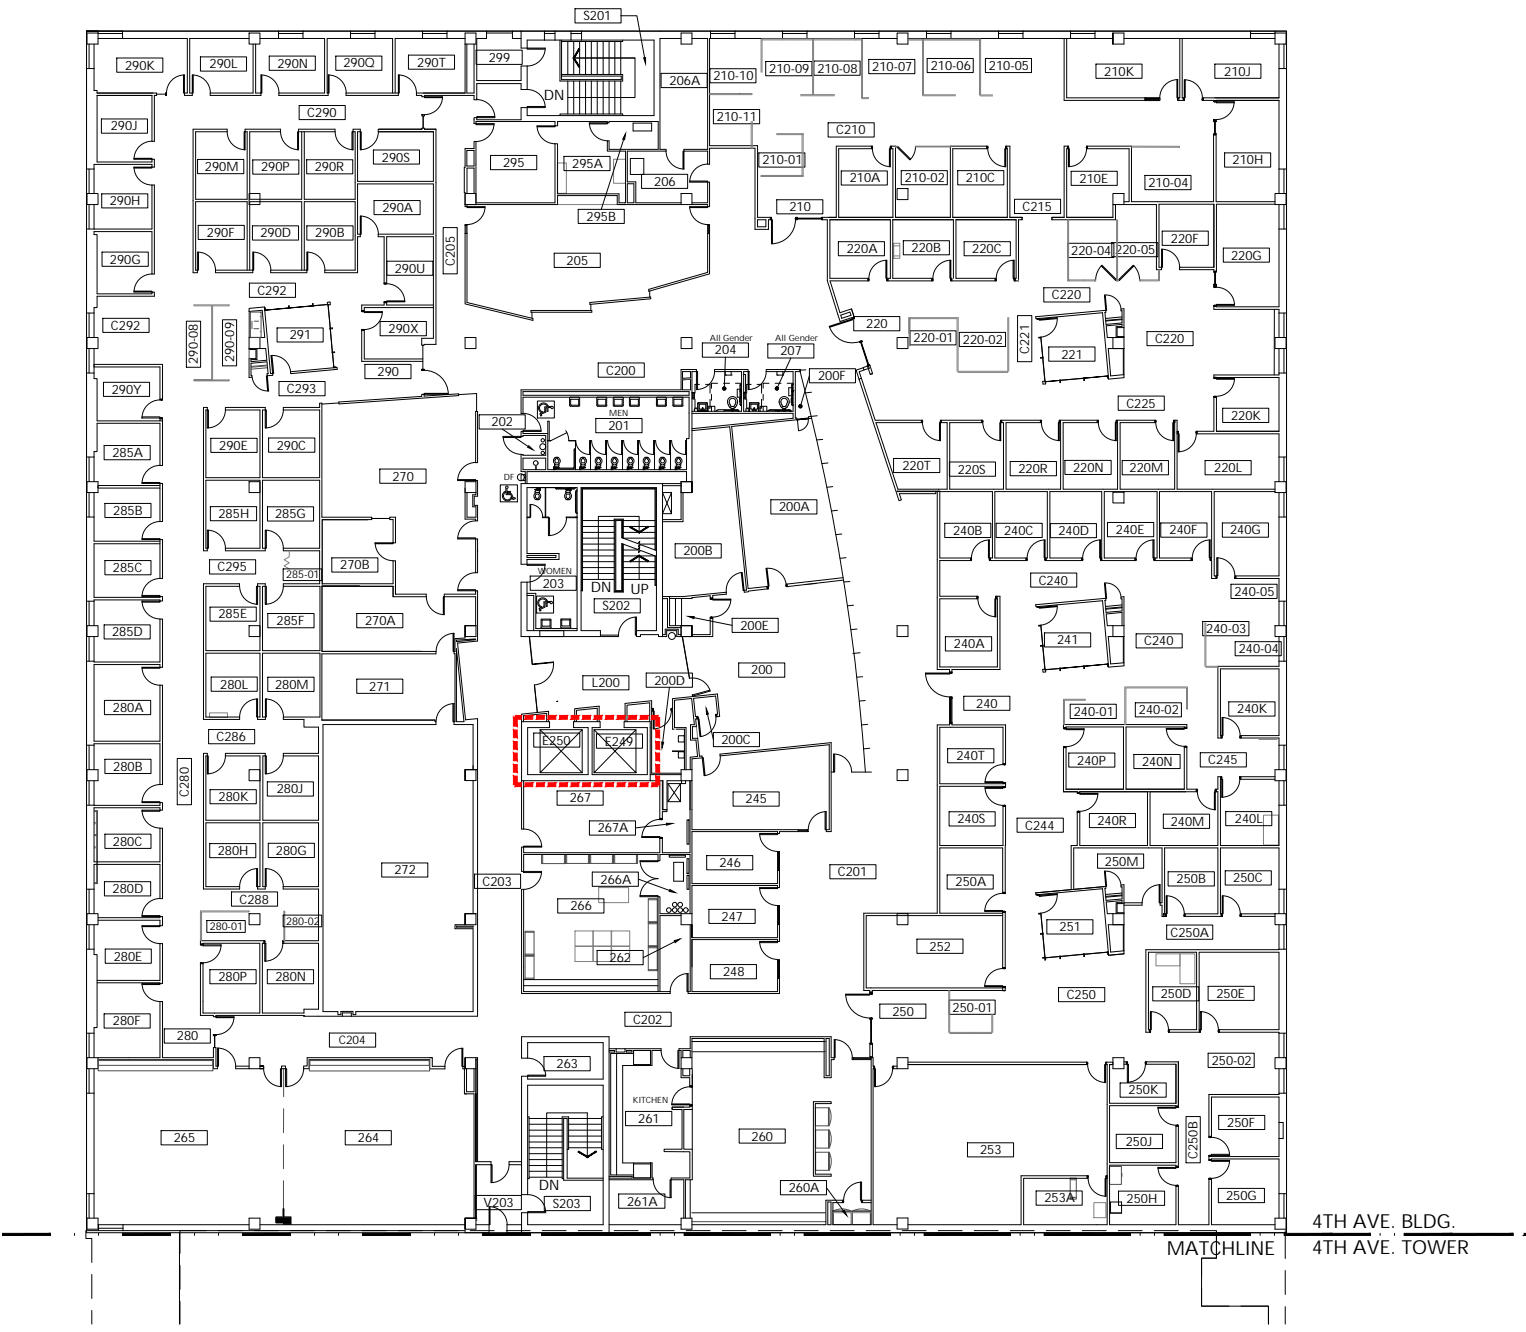 S201
290K
290L
290N
290Q
290T
299
206A
210-10
210-09
210-08
210-07
210-06
210-05
210K
210J
DN
290J
C290
210-11
C210
290M
290P
290R
290S
295
295A
206
210-01
210A
210-02
210C
210E
210-04
210H
290H
290A
295B
210
C215
290F
290D
290B
C205
290G
290U
205
220A
220B
220C
220-04
220-05
220F
220G
C292
C220
C292
290-08
290-09
291
290X
220
220-01
220-02
C221
221
C220
All Gender
204
All Gender
207
290
C200
200F
290Y
C293
C225
220K
MEN
201
202
290E
290C
285A
270
DF
220T
220S
220R
220N
220M
220L
285B
285H
285G
200A
200B
240B
240C
240D
240E
240F
240G
285C
C295
285-01
270B
WOMEN
203
DN
UP
S202
C240
240-05
285D
285E
285F
270A
200E
240A
241
C240
240-03
240-04
280A
280L
280M
271
L200
200D
200
240
240-01
240-02
240K
C286
E250
E249
200C
280B
C280
280K
280J
267
245
240T
240P
240N
C245
280C
280H
280G
267A
246
240S
C244
240R
240M
240L
272
250M
280D
C203
266A
C201
250A
250B
250C
C288
266
280-01
280-02
247
251
C250A
280E
262
252
280P
280N
248
C250
250D
250E
280F
C202
250
250-01
280
C204
263
250-02
KITCHEN
261
250K
265
264
260
253
250J
C250B
250F
DN
V203
S203
261A
260A
253A
250H
250G
4TH AVE. BLDG.
MATCHLINE
4TH AVE. TOWER